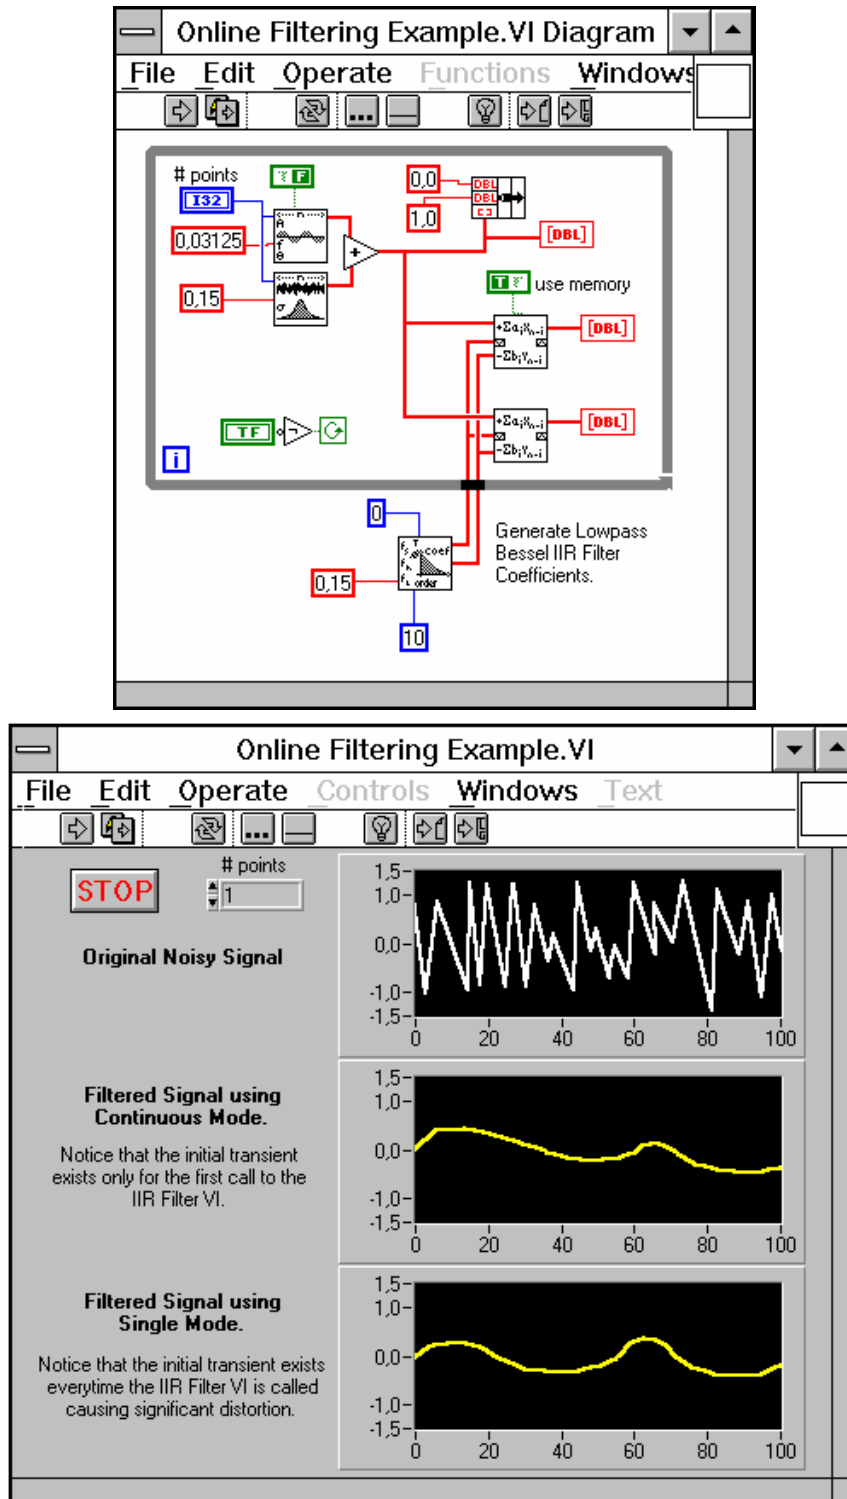 Online Filtering Example.VI Diagram
File Edit Operate Functions Windows
# points
I32
F
0,0
DBL
DBL
1,0
[DBL]
0,03125
A
f
n
+
T
use memory
0,15
σ
+Σaᵢxₙ₋ᵢ
-Σbᵢyₙ₋ᵢ
[DBL]
TF
+Σaᵢxₙ₋ᵢ
-Σbᵢyₙ₋ᵢ
[DBL]
i
0
coef
order
0,15
10
Generate Lowpass
Bessel IIR Filter
Coefficients.
Online Filtering Example.VI
File Edit Operate Controls Windows Text
STOP
# points
1
Original Noisy Signal
1,5
1,0
0,0
-1,0
-1,5
0 20 40 60 80 100
Filtered Signal using
Continuous Mode.
Notice that the initial transient
exists only for the first call to the
IIR Filter VI.
1,5
1,0
0,0
-1,0
-1,5
0 20 40 60 80 100
Filtered Signal using
Single Mode.
Notice that the initial transient exists
everytime the IIR Filter VI is called
causing significant distortion.
1,5
1,0
0,0
-1,0
-1,5
0 20 40 60 80 100